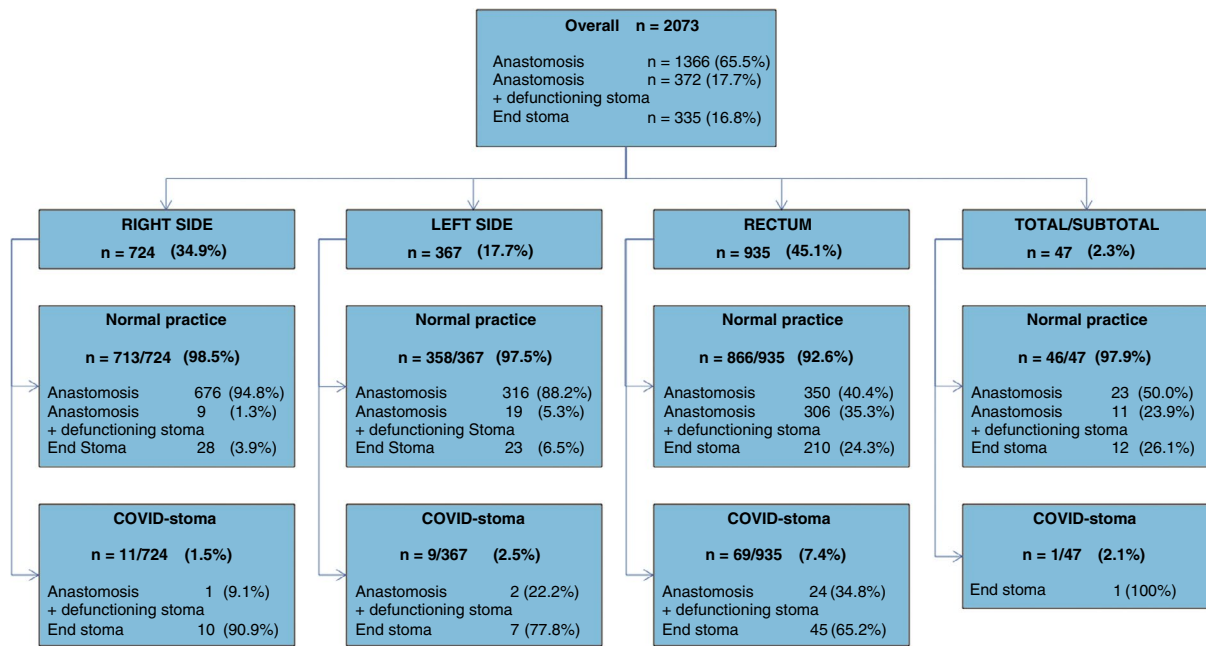 Overall n = 2073
Anastomosis n = 1366 (65.5%)
Anastomosis n = 372 (17.7%)
+ defunctioning stoma
End stoma n = 335 (16.8%)
RIGHT SIDE
n = 724 (34.9%)
LEFT SIDE
n = 367 (17.7%)
RECTUM
n = 935 (45.1%)
TOTAL/SUBTOTAL
n = 47 (2.3%)
Normal practice
n = 713/724 (98.5%)
Anastomosis 676 (94.8%)
Anastomosis 9 (1.3%)
+ defunctioning stoma
End Stoma 28 (3.9%)
Normal practice
n = 358/367 (97.5%)
Anastomosis 316 (88.2%)
Anastomosis 19 (5.3%)
+ defunctioning Stoma
End Stoma 23 (6.5%)
Normal practice
n = 866/935 (92.6%)
Anastomosis 350 (40.4%)
Anastomosis 306 (35.3%)
+ defunctioning stoma
End stoma 210 (24.3%)
Normal practice
n = 46/47 (97.9%)
Anastomosis 23 (50.0%)
Anastomosis 11 (23.9%)
+ defunctioning stoma
End stoma 12 (26.1%)
COVID-stoma
n = 11/724 (1.5%)
Anastomosis 1 (9.1%)
+ defunctioning stoma
End stoma 10 (90.9%)
COVID-stoma
n = 9/367 (2.5%)
Anastomosis 2 (22.2%)
+ defunctioning stoma
End stoma 7 (77.8%)
COVID-stoma
n = 69/935 (7.4%)
Anastomosis 24 (34.8%)
+ defunctioning stoma
End stoma 45 (65.2%)
COVID-stoma
n = 1/47 (2.1%)
End stoma 1 (100%)